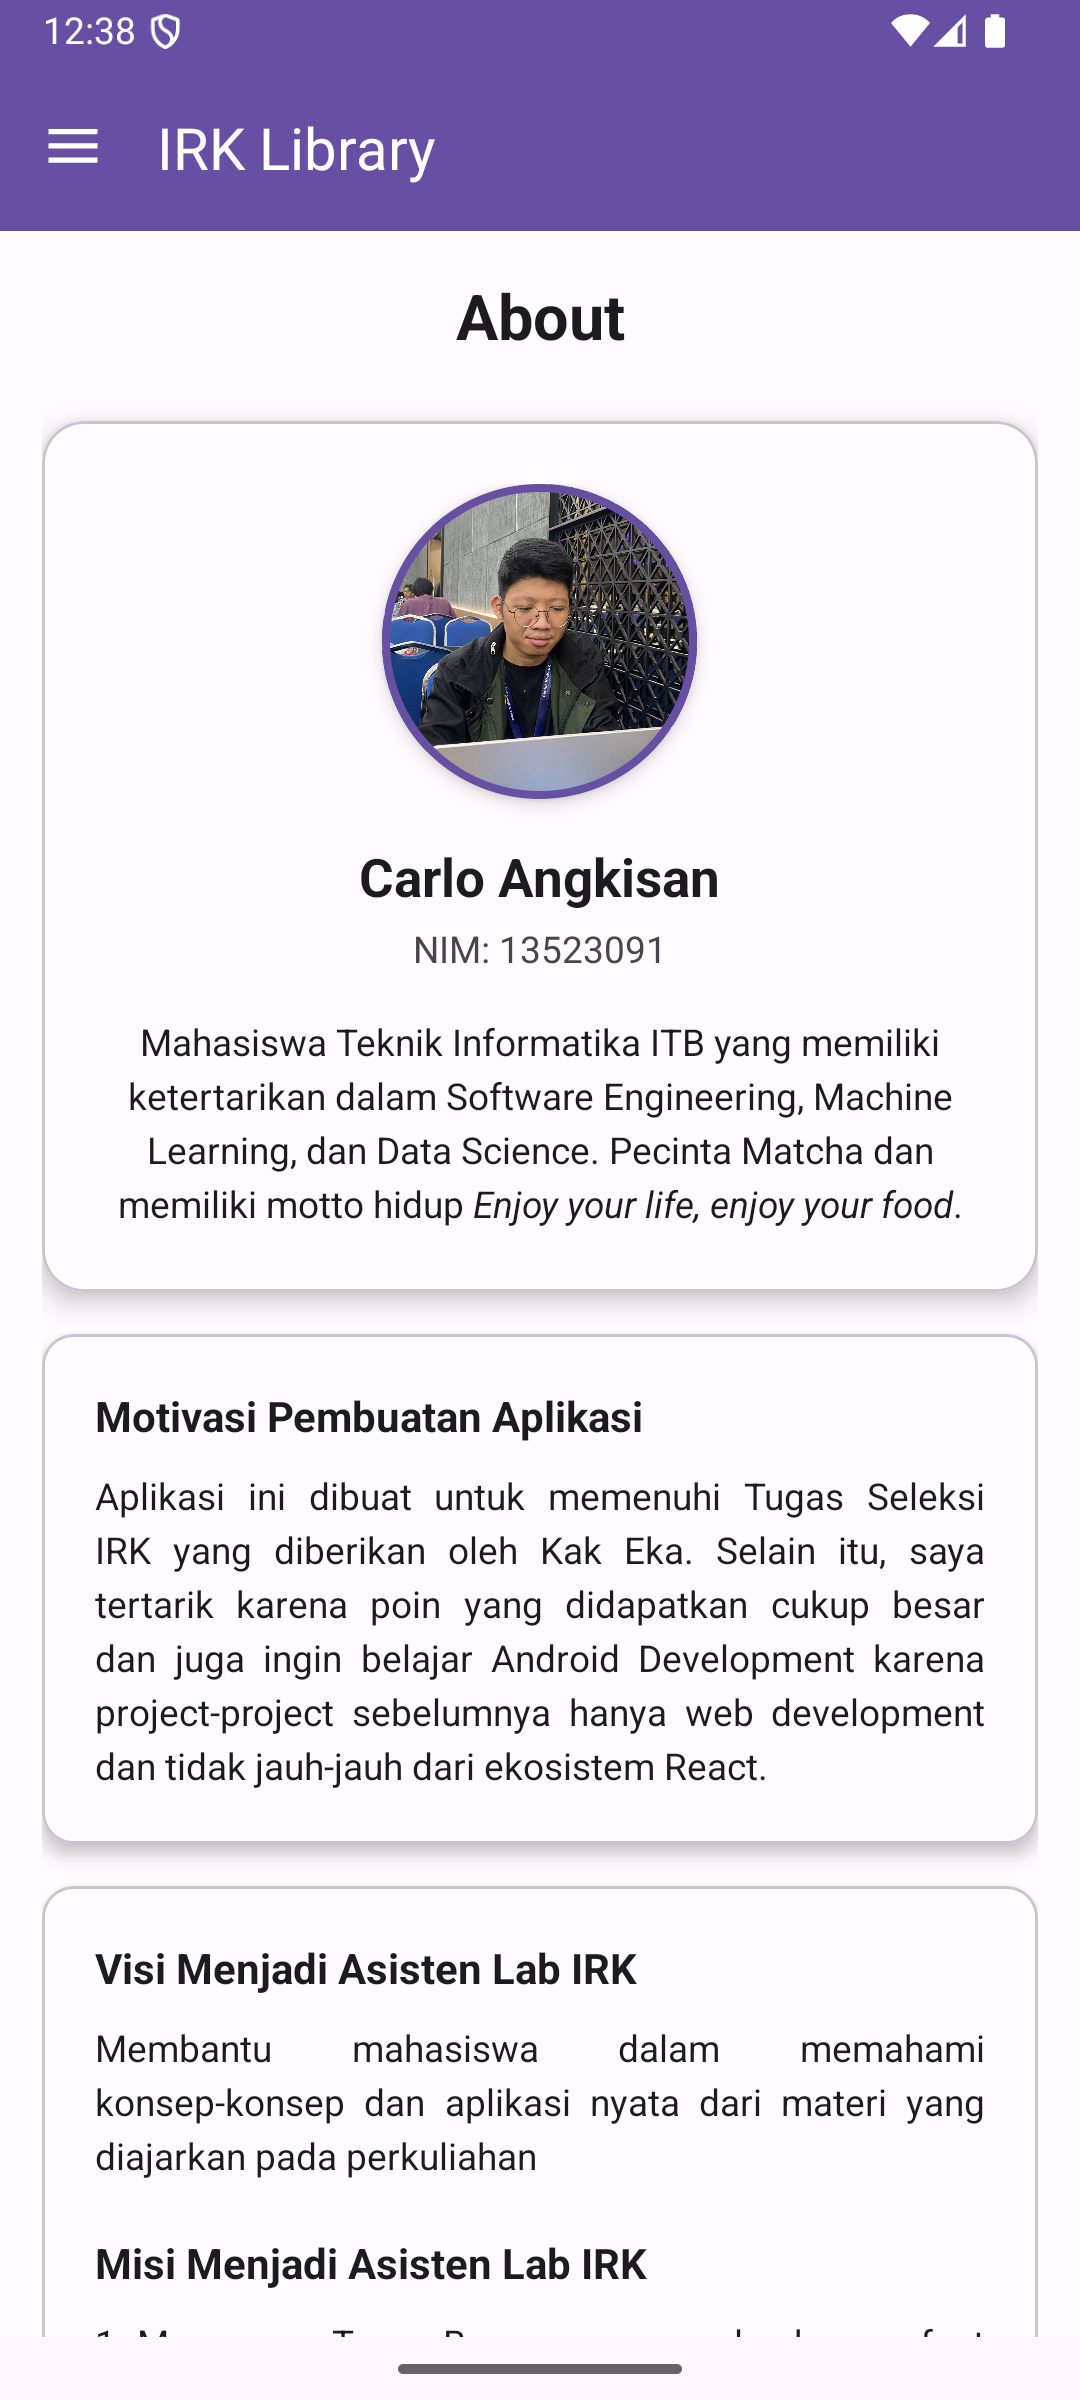 12:38
IRK Library
About
Carlo Angkisan
NIM: 13523091
Mahasiswa Teknik Informatika ITB yang memiliki
ketertarikan dalam Software Engineering, Machine
Learning, dan Data Science. Pecinta Matcha dan
memiliki motto hidup Enjoy your life, enjoy your food.
Motivasi Pembuatan Aplikasi
Aplikasi ini dibuat untuk memenuhi Tugas Seleksi
IRK yang diberikan oleh Kak Eka. Selain itu, saya
tertarik karena poin yang didapatkan cukup besar
dan juga ingin belajar Android Development karena
project-project sebelumnya hanya web development
dan tidak jauh-jauh dari ekosistem React.
Visi Menjadi Asisten Lab IRK
Membantu mahasiswa dalam memahami
konsep-konsep dan aplikasi nyata dari materi yang
diajarkan pada perkuliahan
Misi Menjadi Asisten Lab IRK